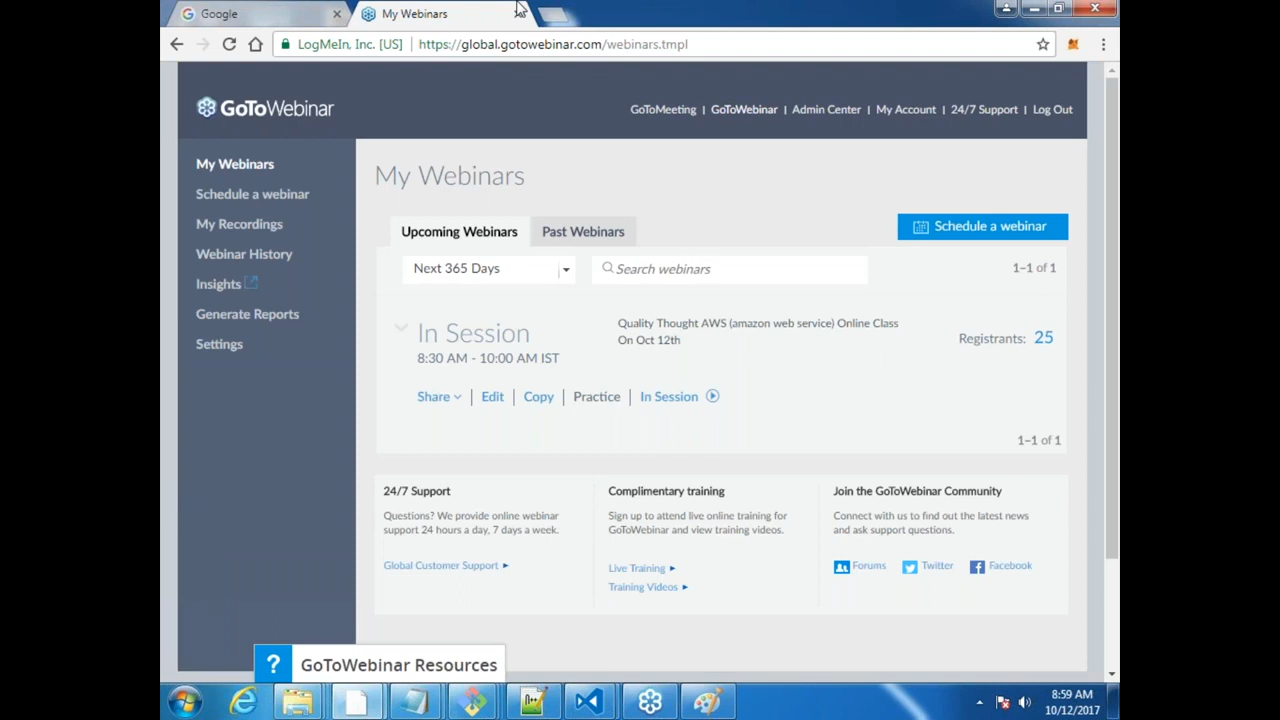 Google
My Webinars
LogMeIn, Inc. [US]
https://global.gotowebinar.com/webinars.tmpl
GoToWebinar
GoToMeeting | GoToWebinar | Admin Center | My Account | 24/7 Support | Log Out
My Webinars
Schedule a webinar
My Recordings
Webinar History
Insights
Generate Reports
Settings
My Webinars
Upcoming Webinars
Past Webinars
Schedule a webinar
Next 365 Days
Search webinars
1–1 of 1
In Session
8:30 AM - 10:00 AM IST
Quality Thought AWS (amazon web service) Online Class
On Oct 12th
Registrants: 25
Share | Edit | Copy | Practice | In Session
1–1 of 1
24/7 Support
Questions? We provide online webinar
support 24 hours a day, 7 days a week.
Global Customer Support
Complimentary training
Sign up to attend live online training for
GoToWebinar and view training videos.
Live Training
Training Videos
Join the GoToWebinar Community
Connect with us to find out the latest news
and ask support questions.
Forums
Twitter
Facebook
? GoToWebinar Resources
8:59 AM
10/12/2017